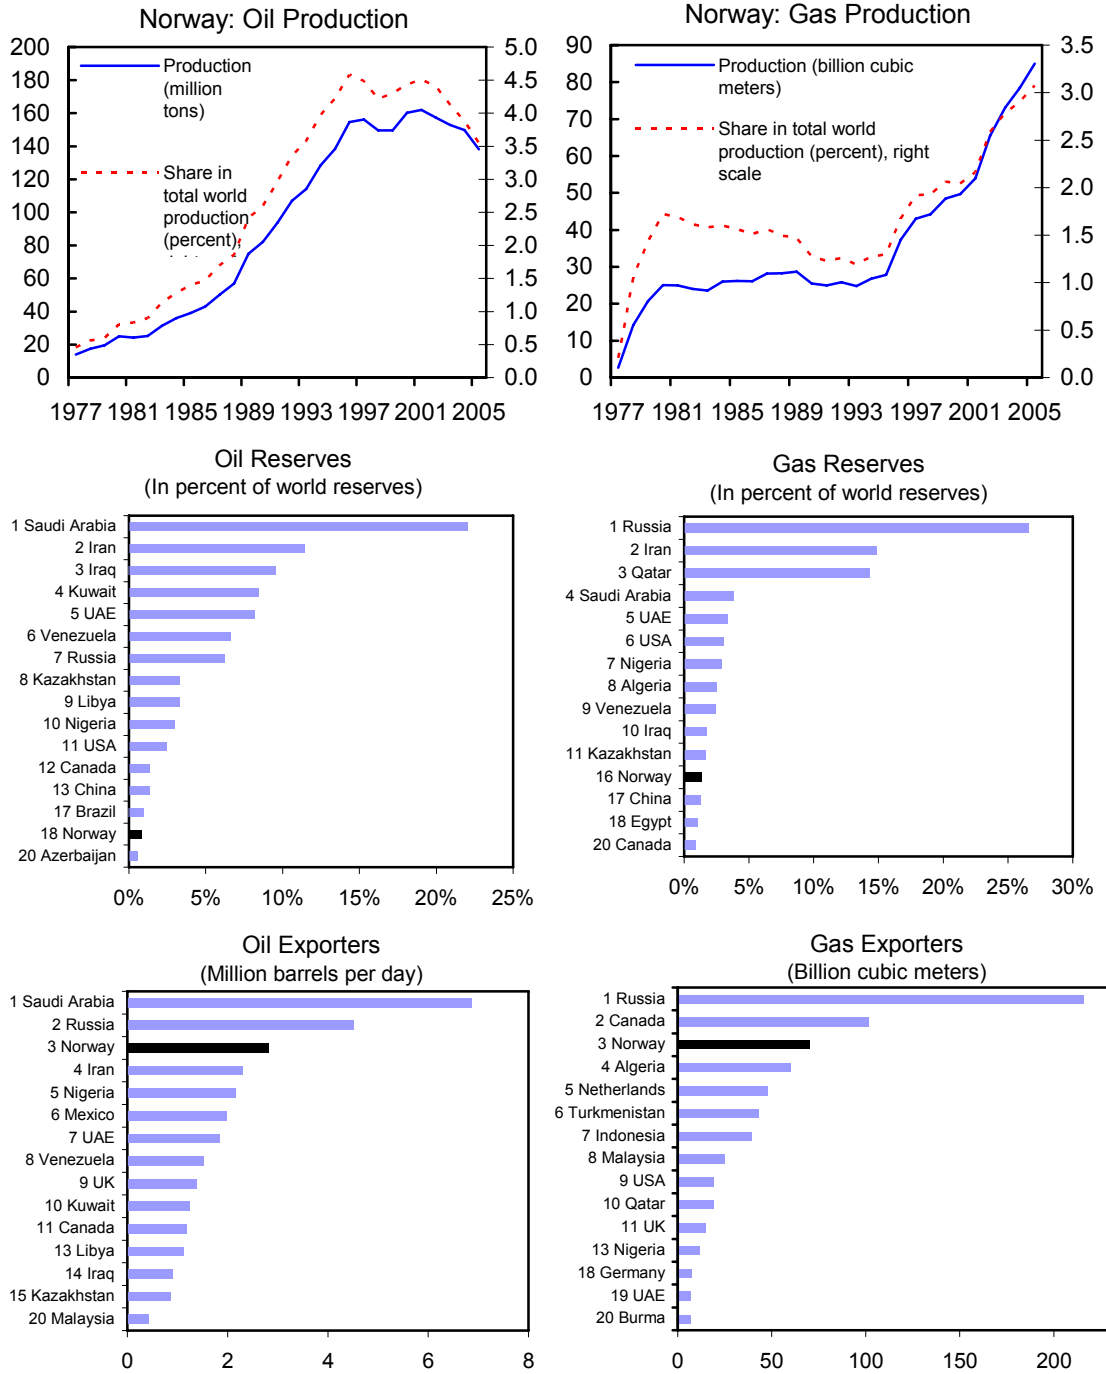 Norway: Oil Production
200
180
160
140
120
100
80
60
40
20
0
5.0
4.5
4.0
3.5
3.0
2.5
2.0
1.5
1.0
0.5
0.0
Production
(million
tons)
Share in
total world
production
(percent),
1977 1981 1985 1989 1993 1997 2001 2005
Norway: Gas Production
90
80
70
60
50
40
30
20
10
0
3.5
3.0
2.5
2.0
1.5
1.0
0.5
0.0
Production (billion cubic
meters)
Share in total world
production (percent), right
scale
1977 1981 1985 1989 1993 1997 2001 2005
Oil Reserves
(In percent of world reserves)
1 Saudi Arabia
2 Iran
3 Iraq
4 Kuwait
5 UAE
6 Venezuela
7 Russia
8 Kazakhstan
9 Libya
10 Nigeria
11 USA
12 Canada
13 China
17 Brazil
18 Norway
20 Azerbaijan
0% 5% 10% 15% 20% 25%
Gas Reserves
(In percent of world reserves)
1 Russia
2 Iran
3 Qatar
4 Saudi Arabia
5 UAE
6 USA
7 Nigeria
8 Algeria
9 Venezuela
10 Iraq
11 Kazakhstan
16 Norway
17 China
18 Egypt
20 Canada
0% 5% 10% 15% 20% 25% 30%
Oil Exporters
(Million barrels per day)
1 Saudi Arabia
2 Russia
3 Norway
4 Iran
5 Nigeria
6 Mexico
7 UAE
8 Venezuela
9 UK
10 Kuwait
11 Canada
13 Libya
14 Iraq
15 Kazakhstan
20 Malaysia
0 2 4 6 8
Gas Exporters
(Billion cubic meters)
1 Russia
2 Canada
3 Norway
4 Algeria
5 Netherlands
6 Turkmenistan
7 Indonesia
8 Malaysia
9 USA
10 Qatar
11 UK
13 Nigeria
18 Germany
19 UAE
20 Burma
0 50 100 150 200